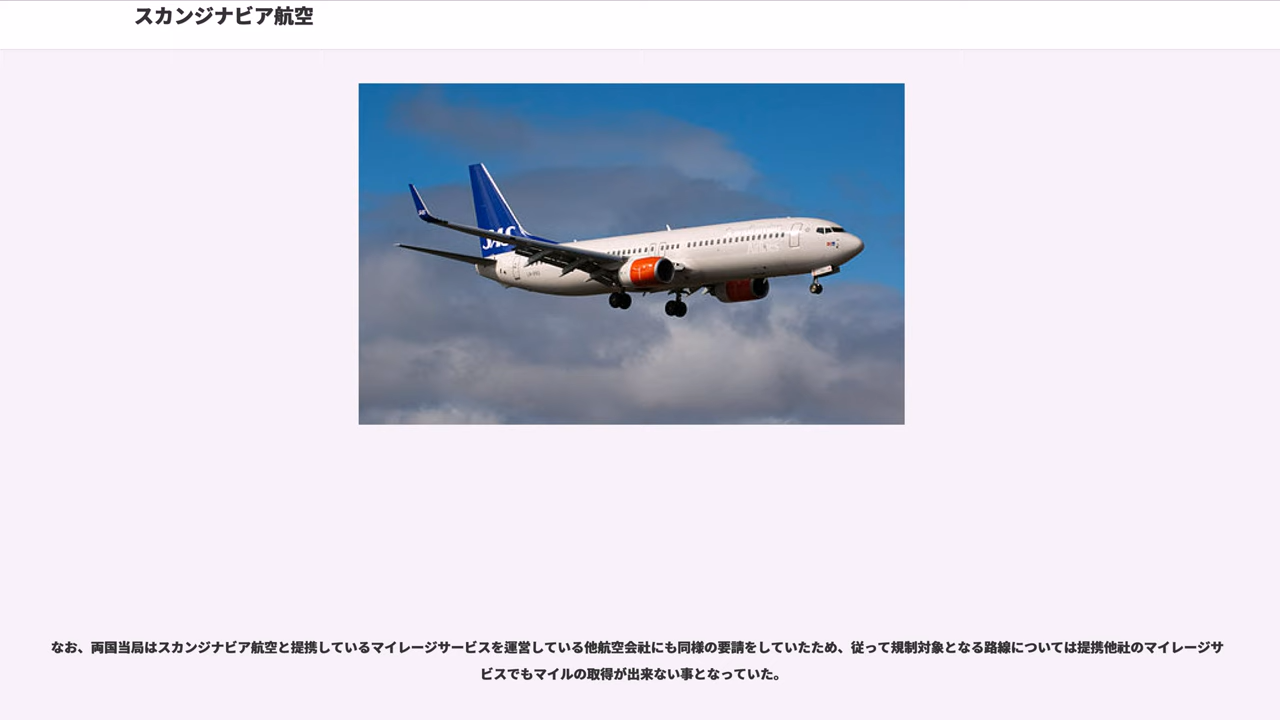 スカンジナビア航空
SAS
なお、両国当局はスカンジナビア航空と提携しているマイレージサービスを運営している他航空会社にも同様の要請をしていたため、従って規制対象となる路線については提携他社のマイレージサ
ビスでもマイルの取得が出来ない事となっていた。